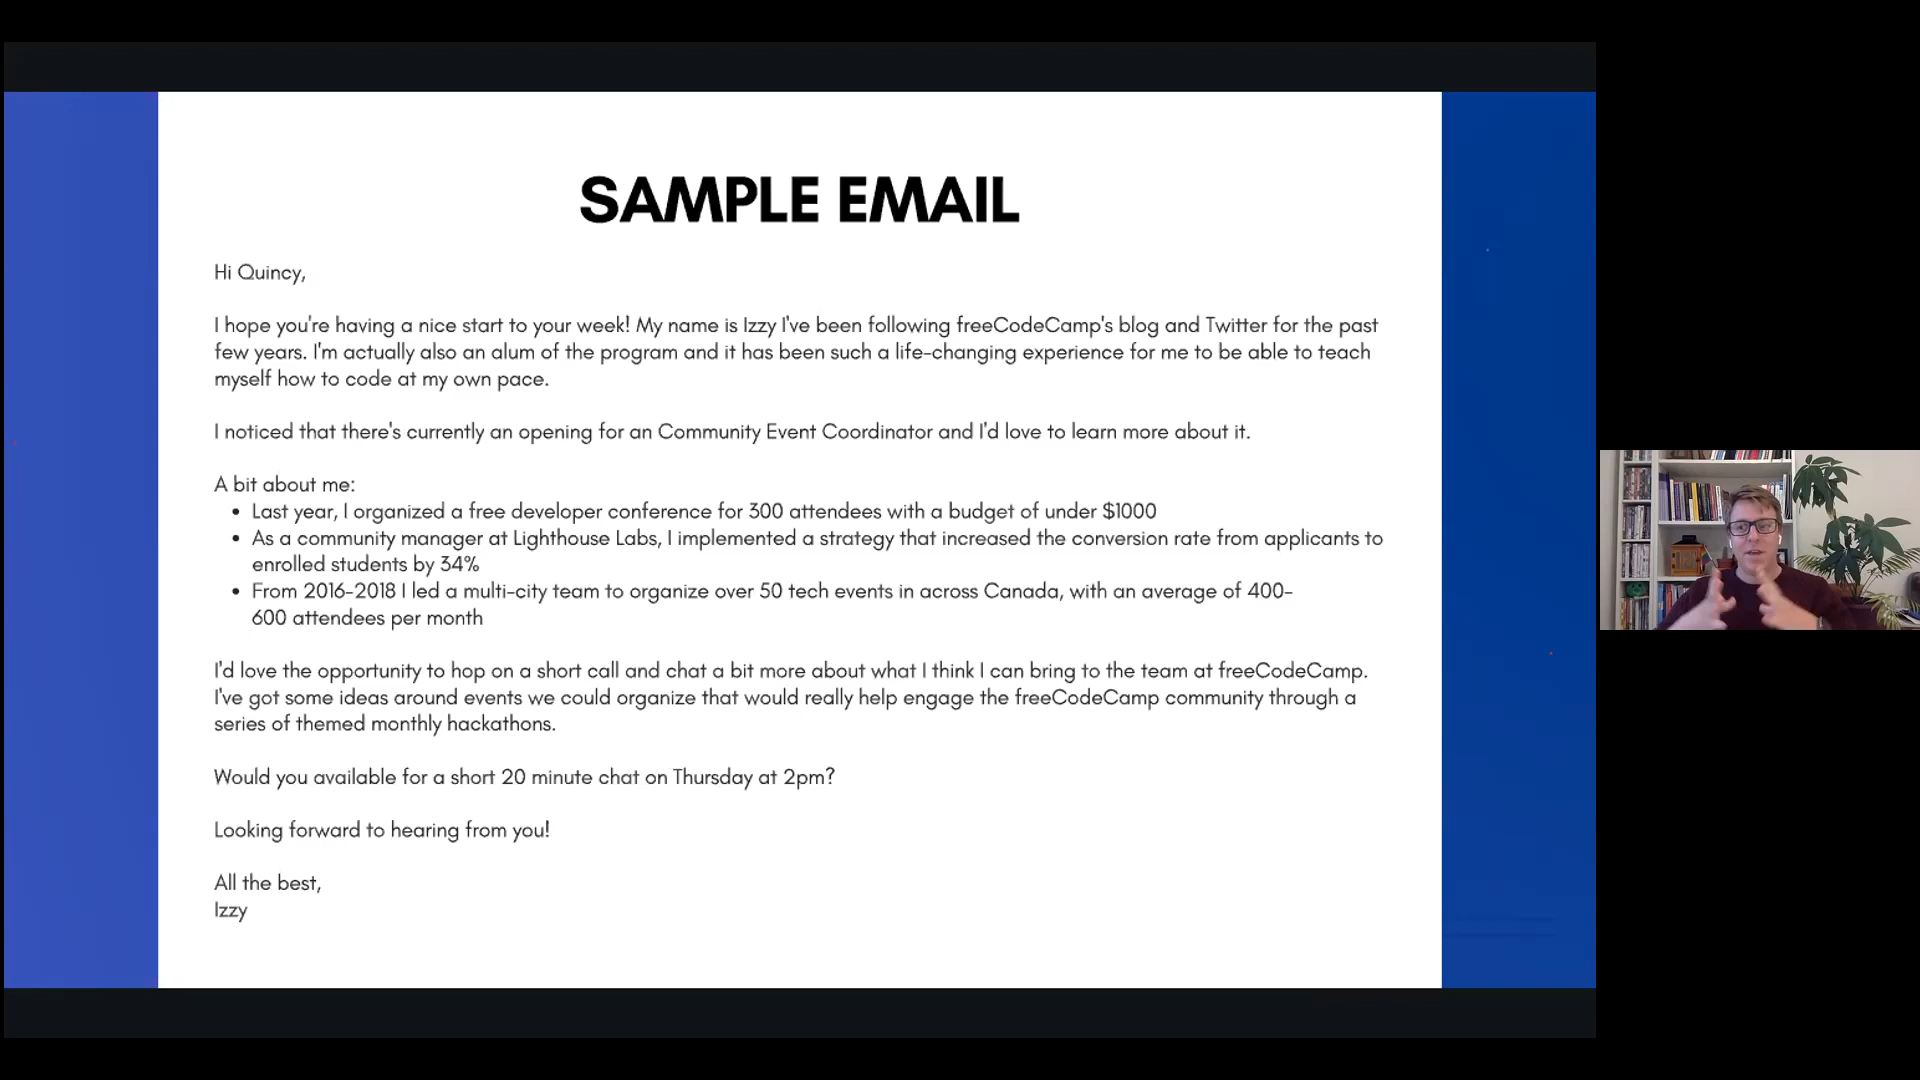 SAMPLE EMAIL
Hi Quincy,
I hope you're having a nice start to your week! My name is Izzy I've been following freeCodeCamp's blog and Twitter for the past
few years. I'm actually also an alum of the program and it has been such a life-changing experience for me to be able to teach
myself how to code at my own pace.
I noticed that there's currently an opening for an Community Event Coordinator and I'd love to learn more about it.
A bit about me:
• Last year, I organized a free developer conference for 300 attendees with a budget of under $1000
• As a community manager at Lighthouse Labs, I implemented a strategy that increased the conversion rate from applicants to
enrolled students by 34%
• From 2016-2018 I led a multi-city team to organize over 50 tech events in across Canada, with an average of 400-
600 attendees per month
I'd love the opportunity to hop on a short call and chat a bit more about what I think I can bring to the team at freeCodeCamp.
I've got some ideas around events we could organize that would really help engage the freeCodeCamp community through a
series of themed monthly hackathons.
Would you available for a short 20 minute chat on Thursday at 2pm?
Looking forward to hearing from you!
All the best,
Izzy